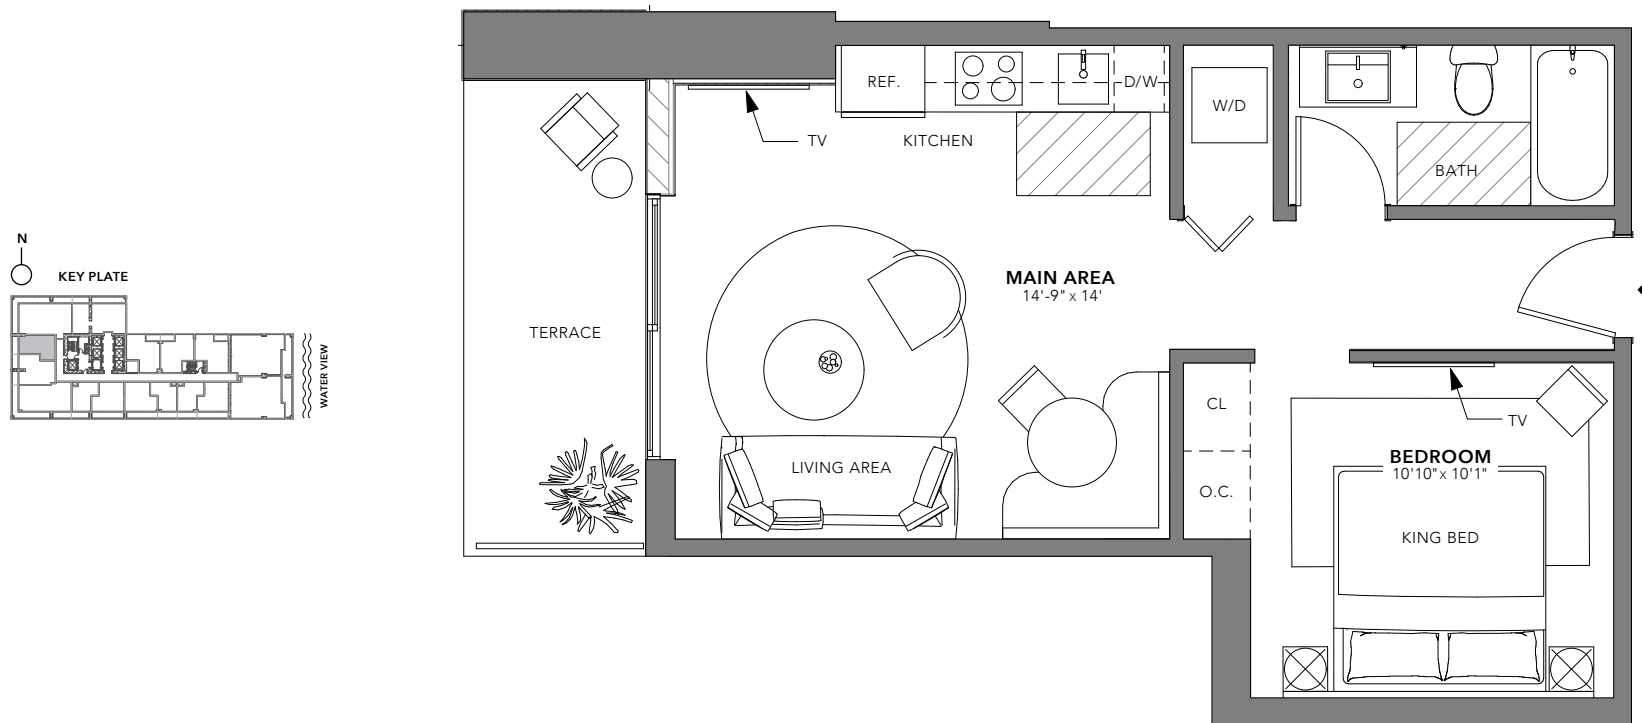 N
KEY PLATE
WATER VIEW
TERRACE
REF.
D/W
TV
KITCHEN
W/D
BATH
MAIN AREA
14'-9" x 14'
LIVING AREA
CL
O.C.
TV
BEDROOM
10'10" x 10'1"
KING BED